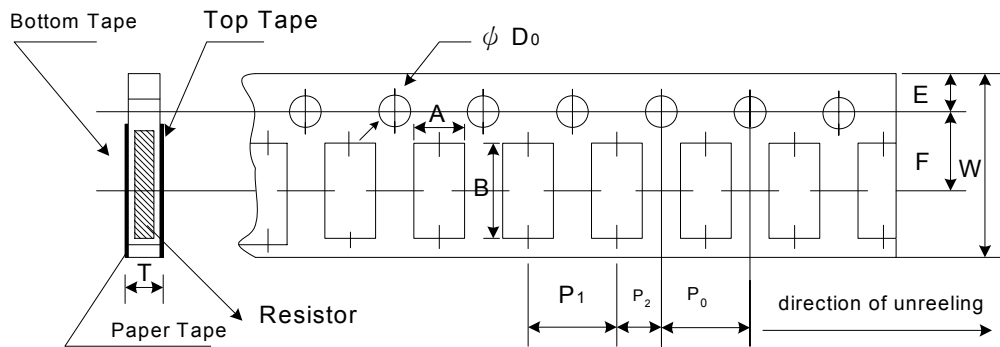 Bottom Tape
Top Tape
ψ D0
A
B
E
F
W
T
P1
P2
P0
Resistor
Paper Tape
direction of unreeling